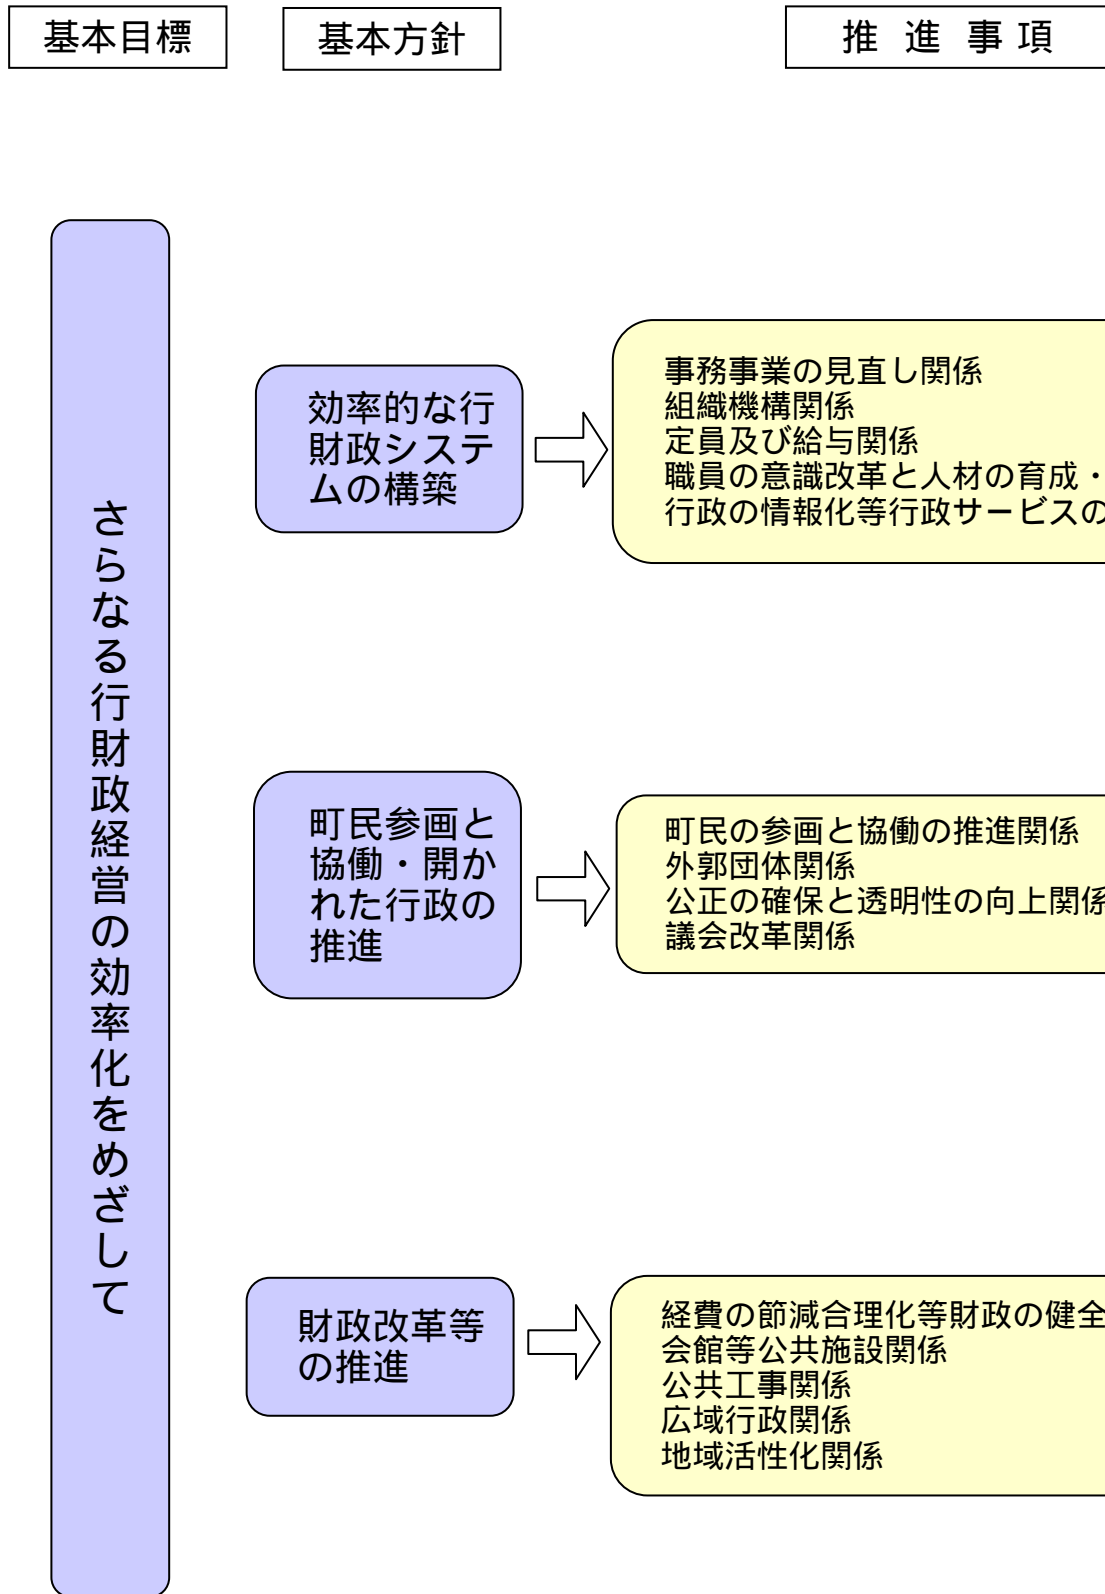 基本目標
基本方針
推 進 事 項
さらなる行財政経営の効率化をめざして
効率的な行
財政システ
ムの構築
事務事業の見直し関係
組織機構関係
定員及び給与関係
職員の意識改革と人材の育成・
行政の情報化等行政サービスの
町民参画と
協働・開か
れた行政の
推進
町民の参画と協働の推進関係
外郭団体関係
公正の確保と透明性の向上関係
議会改革関係
財政改革等
の推進
経費の節減合理化等財政の健全
会館等公共施設関係
公共工事関係
広域行政関係
地域活性化関係